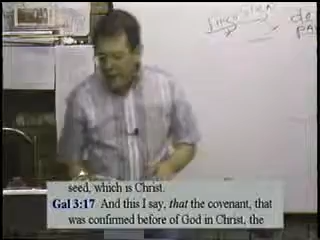 seed, which is Christ.
Gal 3:17 And this I say, that the covenant, that
was confirmed before of God in Christ, the